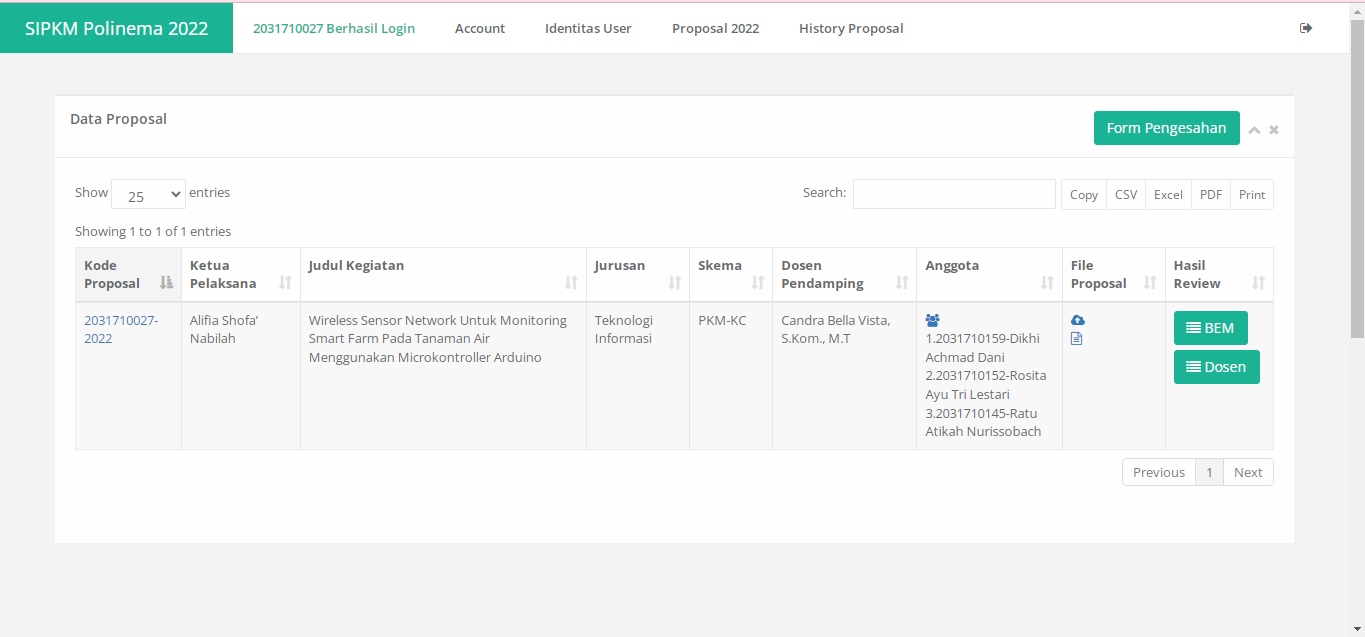 SIPKM Polinema 2022
2031710027 Berhasil Login
Account
Identitas User
Proposal 2022
History Proposal
Data Proposal
Form Pengesahan
Show 25 entries
Search:
Copy
CSV
Excel
PDF
Print
Showing 1 to 1 of 1 entries
Kode
Proposal
Ketua
Pelaksana
Judul Kegiatan
Jurusan
Skema
Dosen
Pendamping
Anggota
File
Proposal
Hasil
Review
2031710027-
2022
Alifia Shofa’
Nabilah
Wireless Sensor Network Untuk Monitoring
Smart Farm Pada Tanaman Air
Menggunakan Microkontroller Arduino
Teknologi
Informasi
PKM-KC
Candra Bella Vista,
S.Kom., M.T
1.2031710159-Dikhi
Achmad Dani
2.2031710152-Rosita
Ayu Tri Lestari
3.2031710145-Ratu
Atikah Nurissobach
BEM
Dosen
Previous
1
Next